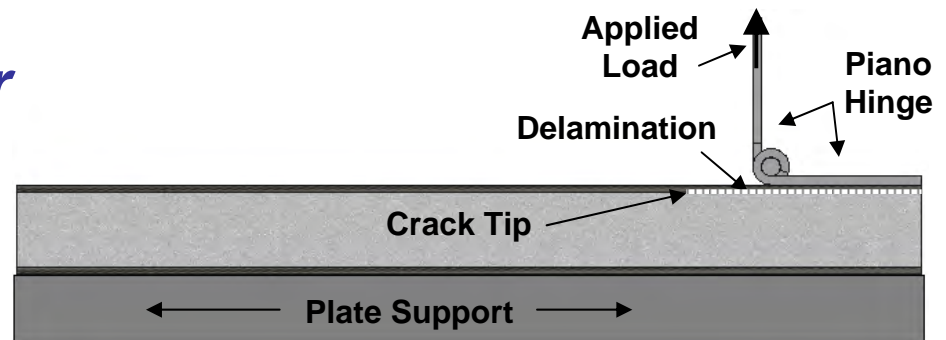 Applied
Load
Piano
Hinge
r
Delamination
Crack Tip
Plate Support